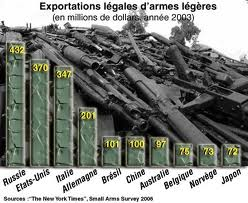 Exportations légales d'armes légères
(en millions de dollars, année 2003)
432
370
347
201
101
100
97
75
73
72
Russie
Etats-Unis
Italie
Allemagne
Brésil
Chine
Australie
Belgique
Norvège
Japon
Sources :"The New York Times", Small Arms Survey 2006